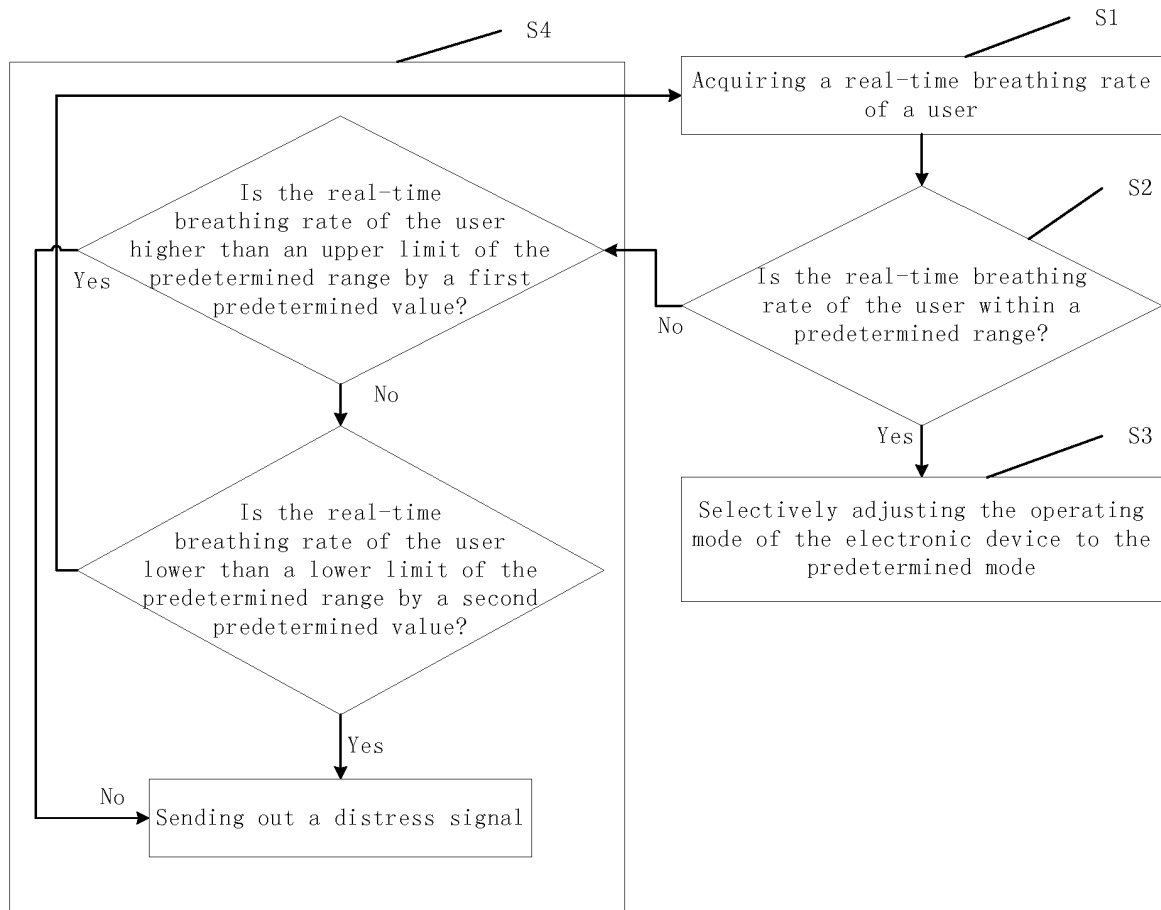 S4
S1
Acquiring a real-time breathing rate
of a user
Is the real-time
breathing rate of the user
higher than an upper limit of the
predetermined range by a first
predetermined value?
Yes
No
S2
Is the real-time breathing
rate of the user within a
predetermined range?
No
Yes
S3
Selectively adjusting the operating
mode of the electronic device to the
predetermined mode
Is the real-time
breathing rate of the user
lower than a lower limit of the
predetermined range by a second
predetermined value?
Yes
No
Sending out a distress signal